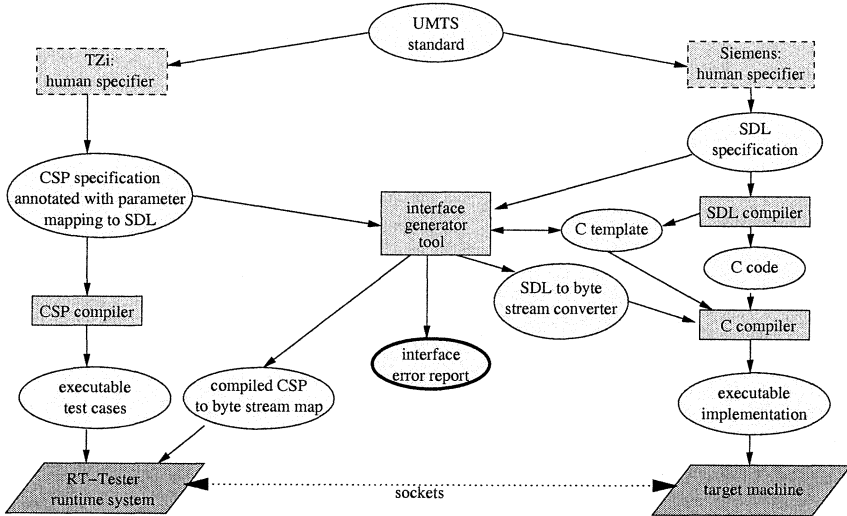 UMTS
standard
TZi:
human specifier
Siemens:
human specifier
SDL
specification
CSP specification
annotated with parameter
mapping to SDL
interface
generator
tool
C template
SDL compiler
C code
SDL to byte
stream converter
CSP compiler
C compiler
interface
error report
executable
test cases
compiled CSP
to byte stream map
executable
implementation
RT-Tester
runtime system
sockets
target machine